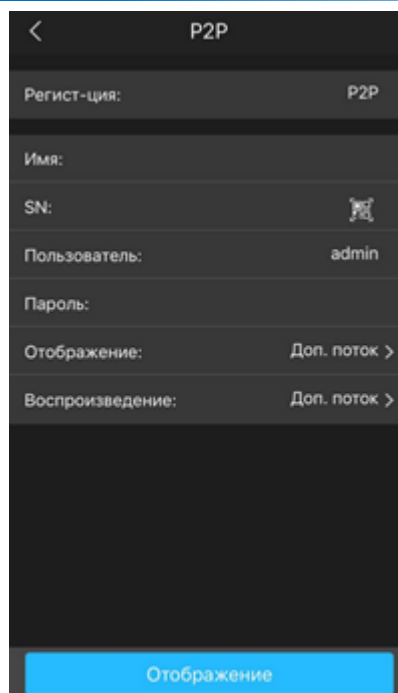 P2P
Регист-ция: P2P
Имя:
SN:
Пользователь: admin
Пароль:
Отображение: Доп. поток
Воспроизведение: Доп. поток
Отображение